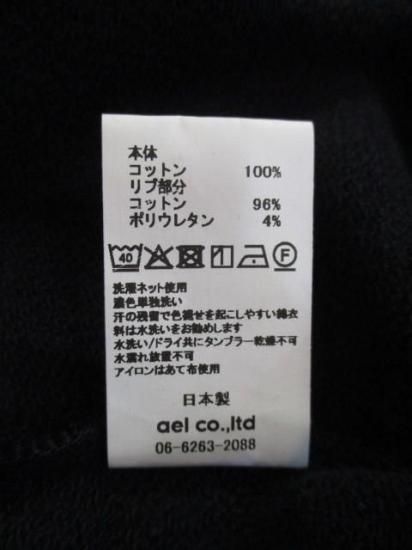 本体
コットン 100%
リブ部分
コットン 96%
ポリウレタン 4%
40 F
洗濯ネット使用
濃色単独洗い
汗の残留で色褪せを起こしやすい綿衣
料は水洗いをお勧めします
水洗い/ドライ共にタンブラー乾燥不可
水濡れ放置不可
アイロンはあて布使用
日本製
ael co.,ltd
06-6263-2088